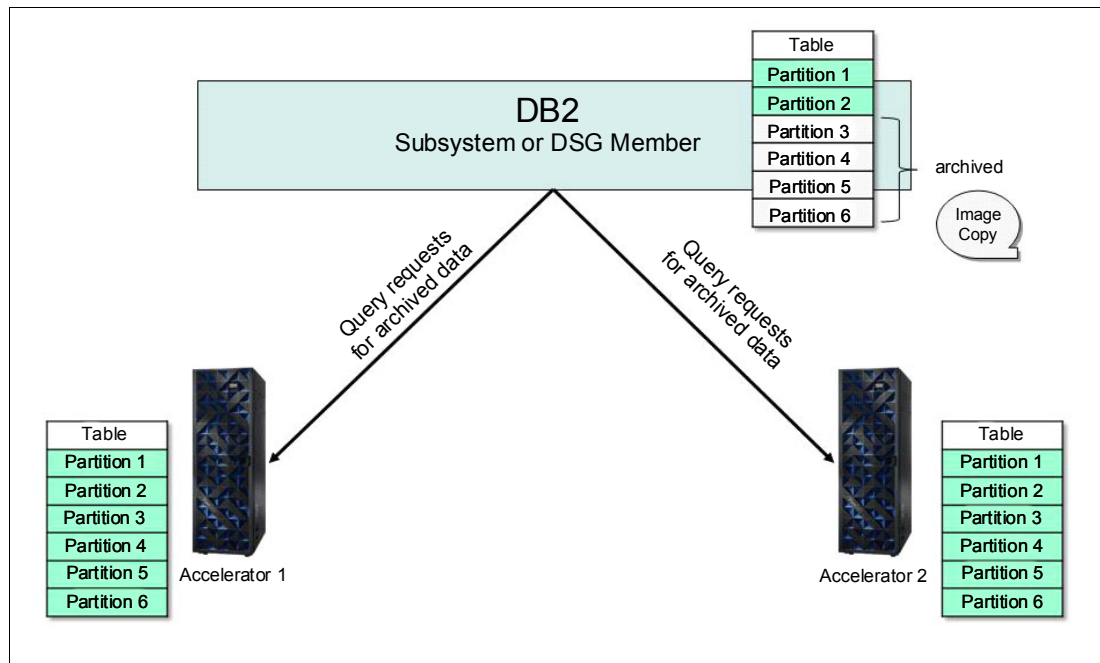 Table
Partition 1
Partition 2
Partition 3
Partition 4
Partition 5
Partition 6
DB2
Subsystem or DSG Member
archived
Image
Copy
Query requests
for archived data
Query requests
for archived data
Table
Partition 1
Partition 2
Partition 3
Partition 4
Partition 5
Partition 6
Accelerator 1
Accelerator 2
Table
Partition 1
Partition 2
Partition 3
Partition 4
Partition 5
Partition 6